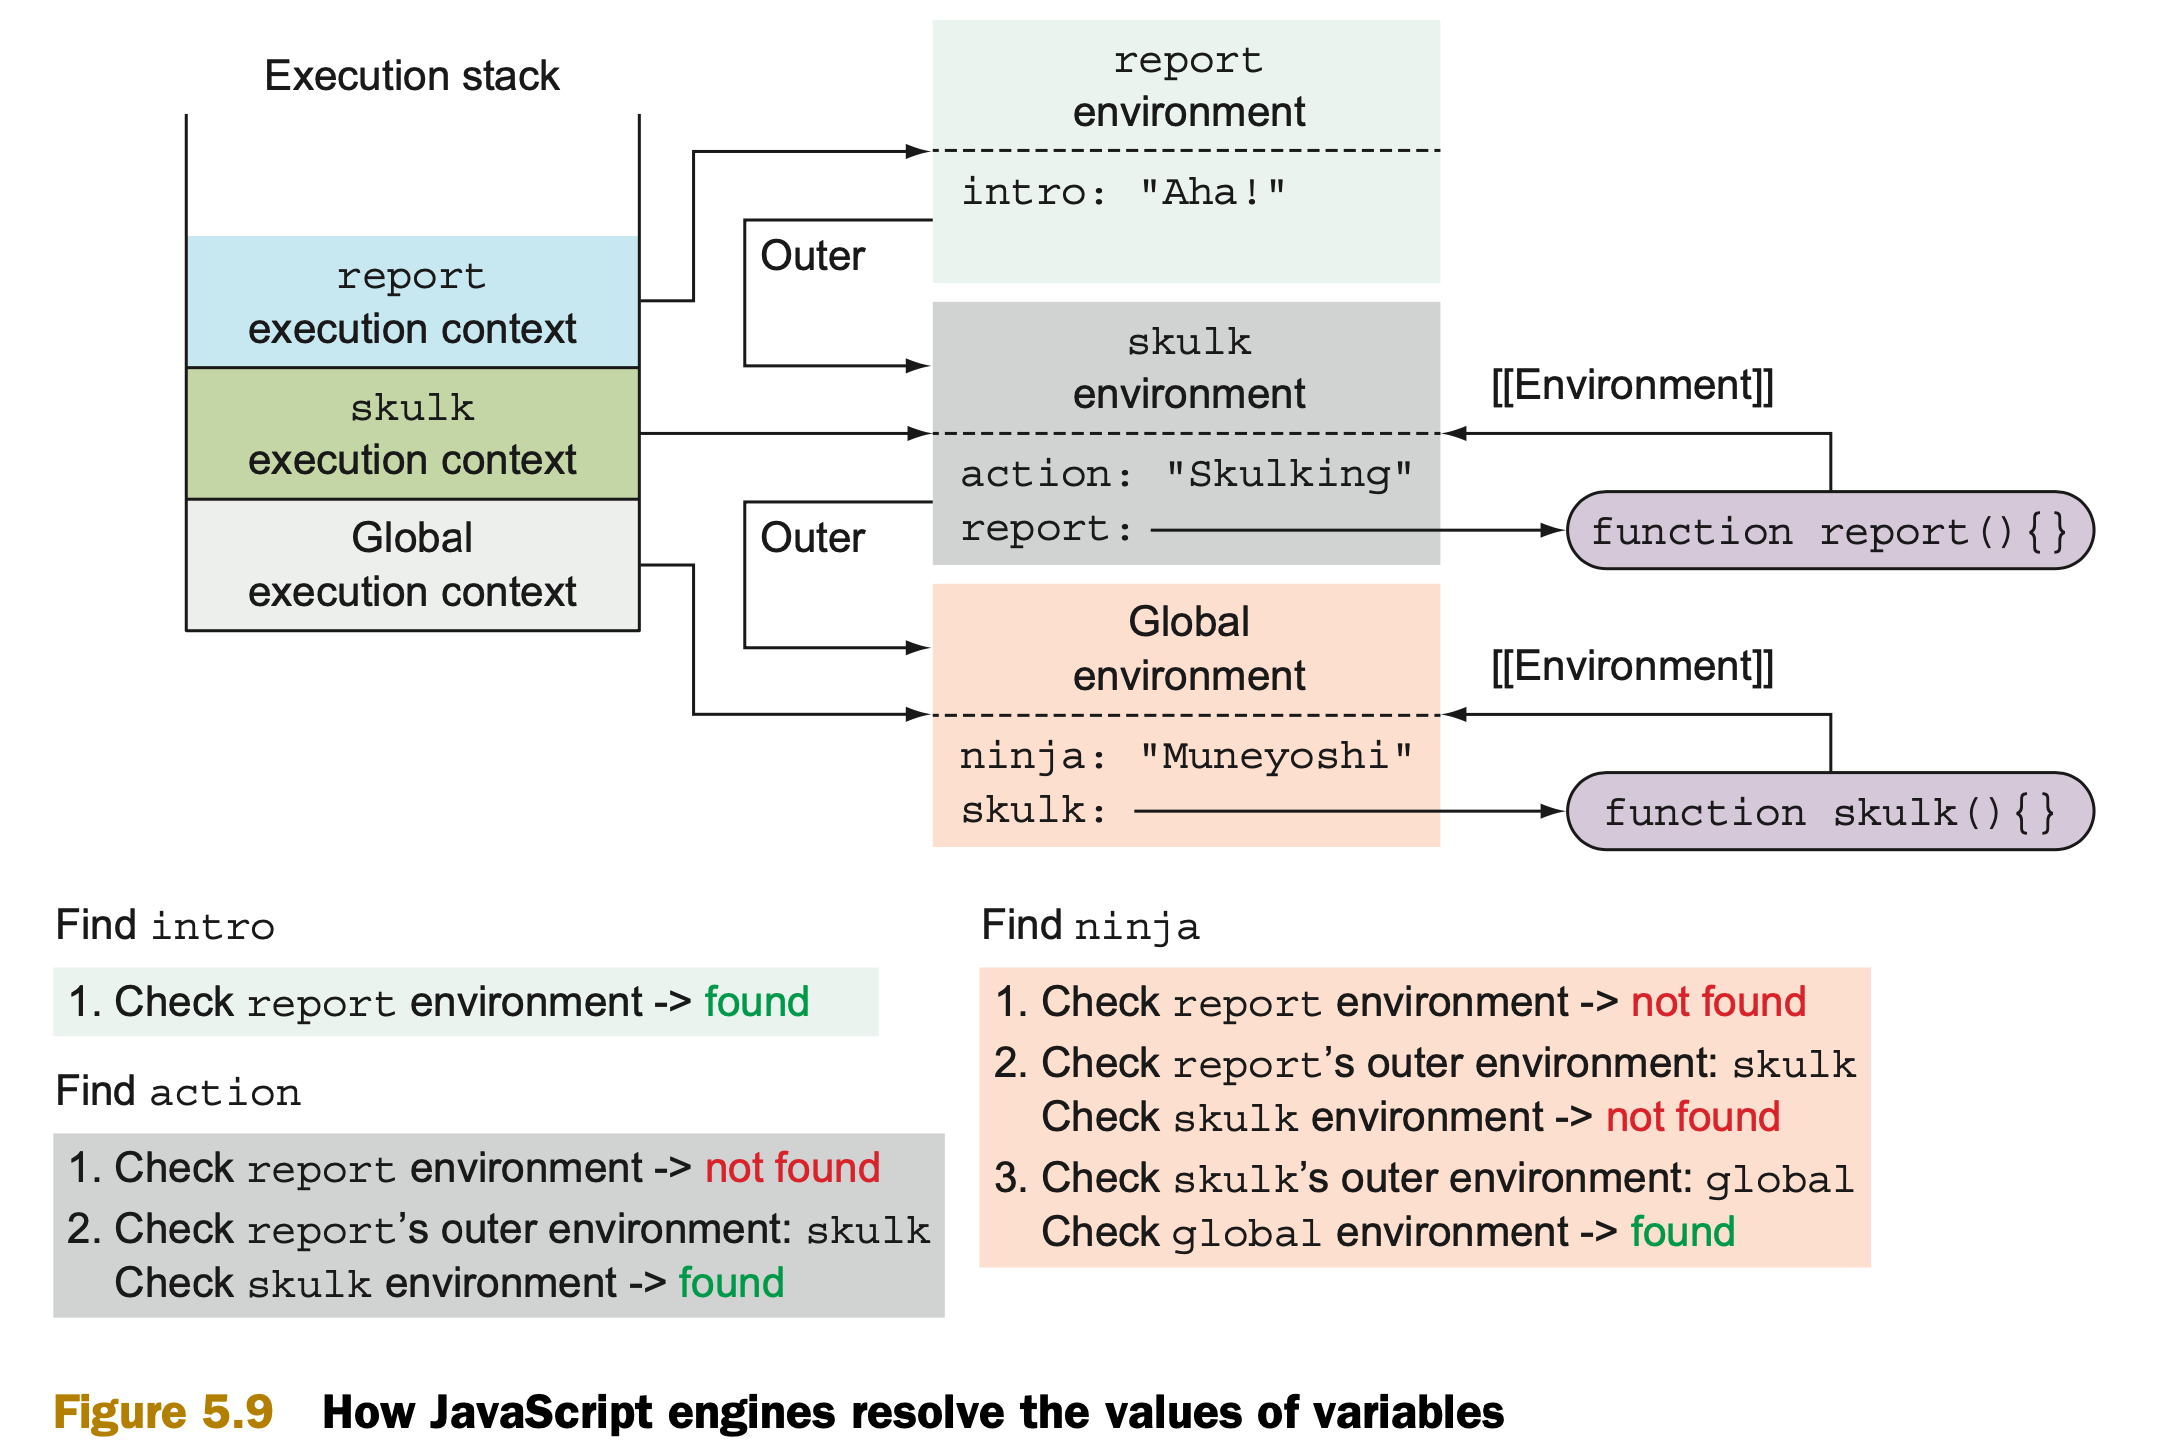 Execution stack
report
execution context
skulk
execution context
Global
execution context
report
environment
intro: "Aha!"
Outer
skulk
environment
action: "Skulking"
report:
[[Environment]]
function report(){}
Outer
Global
environment
ninja: "Muneyoshi"
skulk:
[[Environment]]
function skulk(){}
Find intro
1. Check report environment -> found
Find action
1. Check report environment -> not found
2. Check report’s outer environment: skulk
Check skulk environment -> found
Find ninja
1. Check report environment -> not found
2. Check report’s outer environment: skulk
Check skulk environment -> not found
3. Check skulk’s outer environment: global
Check global environment -> found
Figure 5.9 How JavaScript engines resolve the values of variables